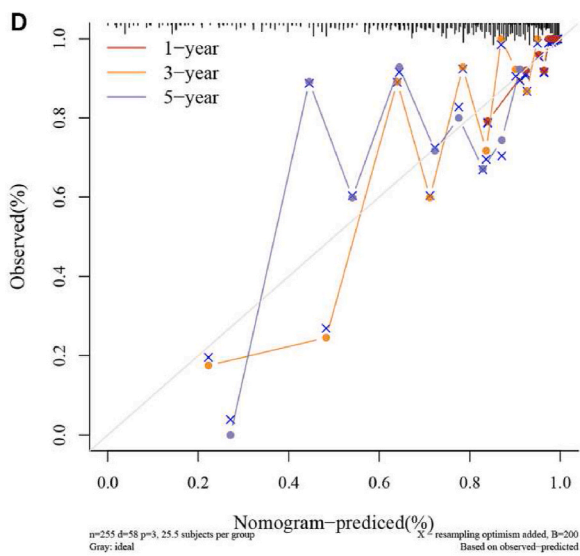 D
1−year
3−year
5−year
Observed(%)
1.0
0.8
0.6
0.4
0.2
0.0
0.0 0.2 0.4 0.6 0.8 1.0
Nomogram−prediced(%)
n=255 d=58 p=3, 25.5 subjects per group
Gray: ideal
X − resampling optimism added, B=200
Based on observed−predicted